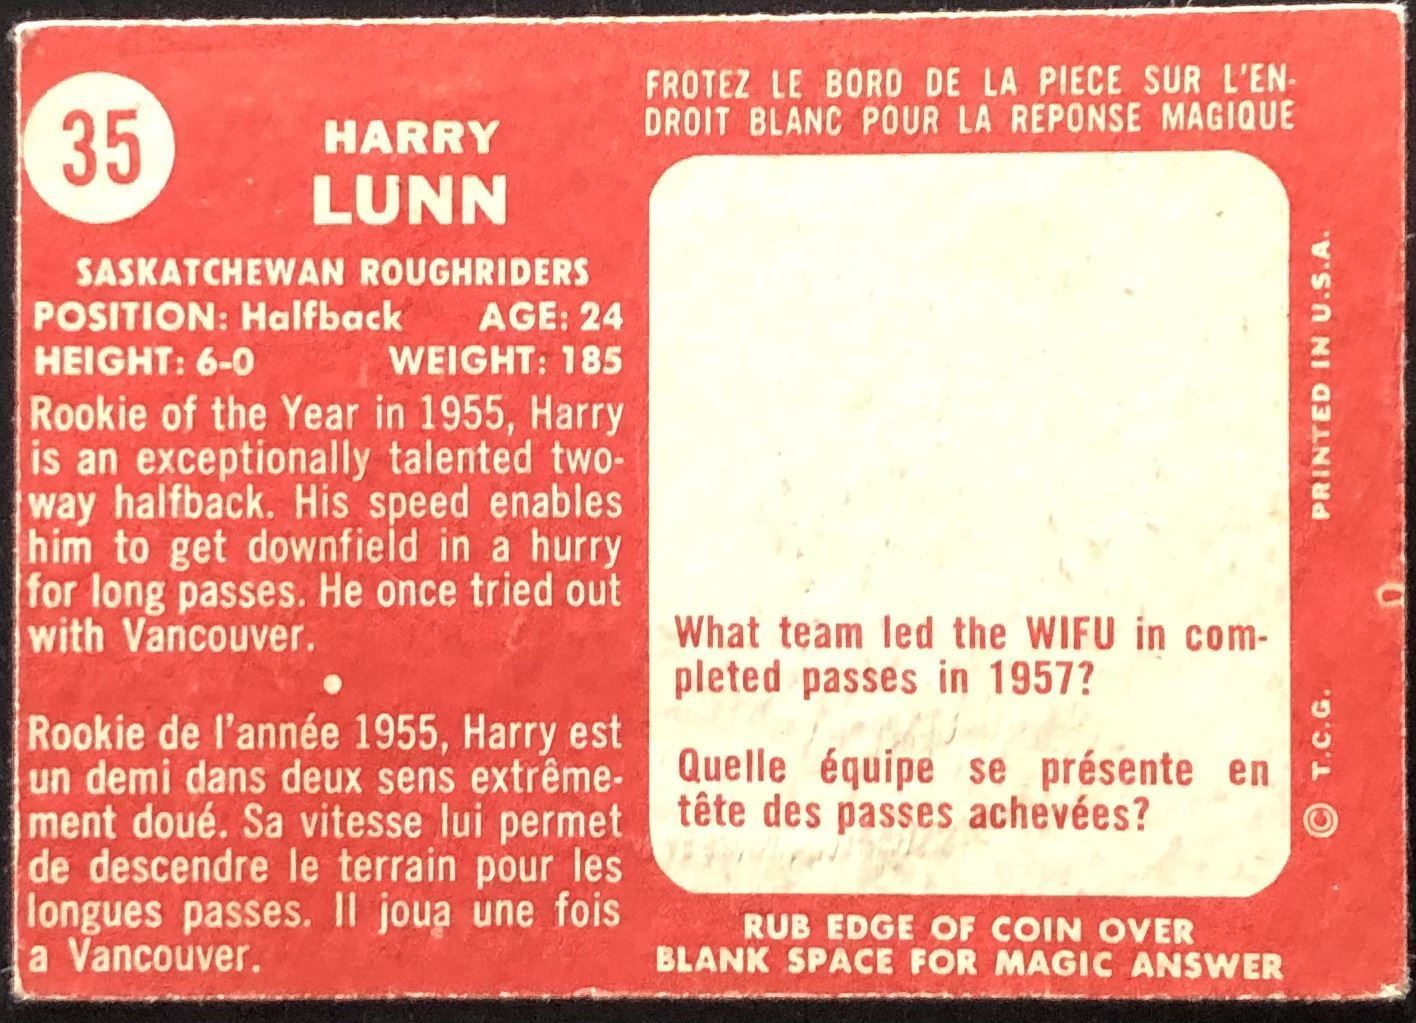 35
HARRY
LUNN
SASKATCHEWAN ROUGHRIDERS
POSITION: Halfback AGE: 24
HEIGHT: 6-0 WEIGHT: 185
Rookie of the Year in 1955, Harry
is an exceptionally talented two-
way halfback. His speed enables
him to get downfield in a hurry
for long passes. He once tried out
with Vancouver.
Rookie de l'année 1955, Harry est
un demi dans deux sens extrême-
ment doué. Sa vitesse lui permet
de descendre le terrain pour les
longues passes. Il joua une fois
a Vancouver.
FROTEZ LE BORD DE LA PIECE SUR L'EN-
DROIT BLANC POUR LA REPONSE MAGIQUE
What team led the WIFU in com-
pleted passes in 1957?
Quelle équipe se présente en
tête des passes achevées?
RUB EDGE OF COIN OVER
BLANK SPACE FOR MAGIC ANSWER
© T.C.G. PRINTED IN U.S.A.